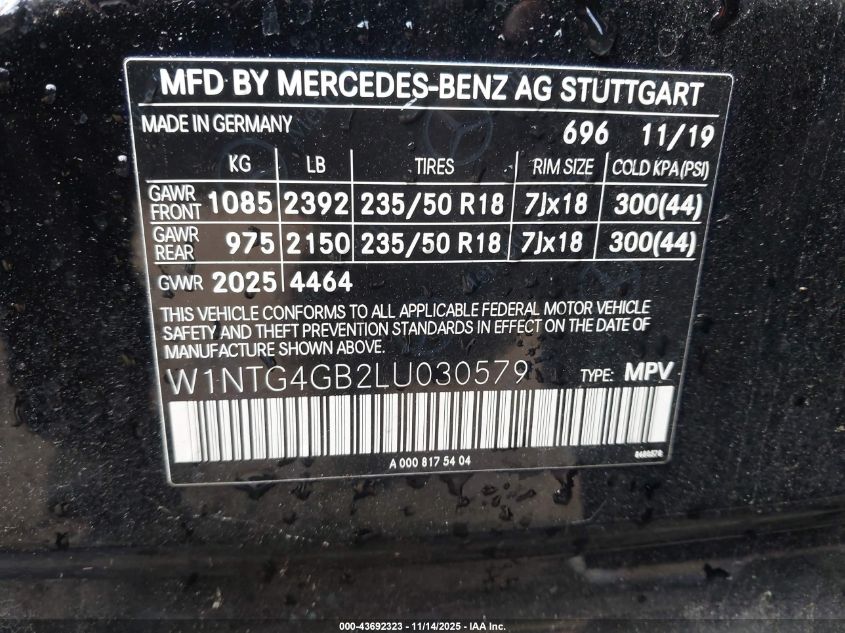 MFD BY MERCEDES-BENZ AG STUTTGART
MADE IN GERMANY 696 11/19
KG LB TIRES RIM SIZE COLD KPA(PSI)
GAWR FRONT 1085 2392 235/50 R18 7Jx18 300(44)
GAWR REAR 975 2150 235/50 R18 7Jx18 300(44)
GWR 2025 4464
THIS VEHICLE CONFORMS TO ALL APPLICABLE FEDERAL MOTOR VEHICLE
SAFETY AND THEFT PREVENTION STANDARDS IN EFFECT ON THE DATE OF
MANUFACTURE SHOWN ABOVE.
W1NTG4GB2LU030579 TYPE: MPV
A 000 817 54 04
000-43692323 - 11/14/2025 - IAA Inc.